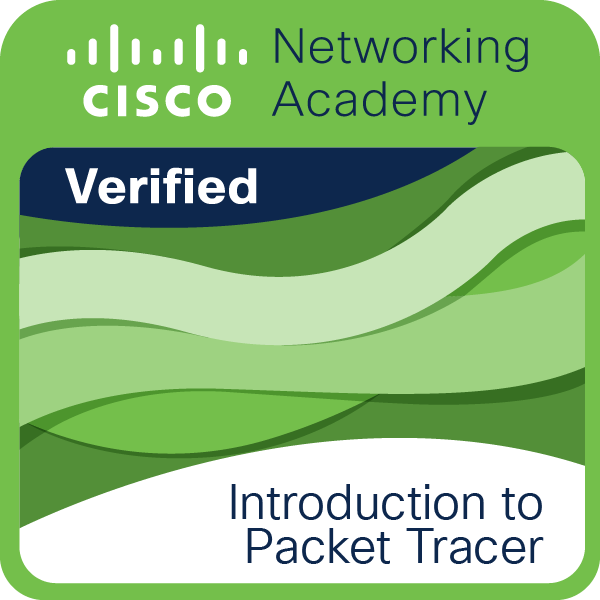 Networking
CISCO Academy
Verified
Introduction to
Packet Tracer